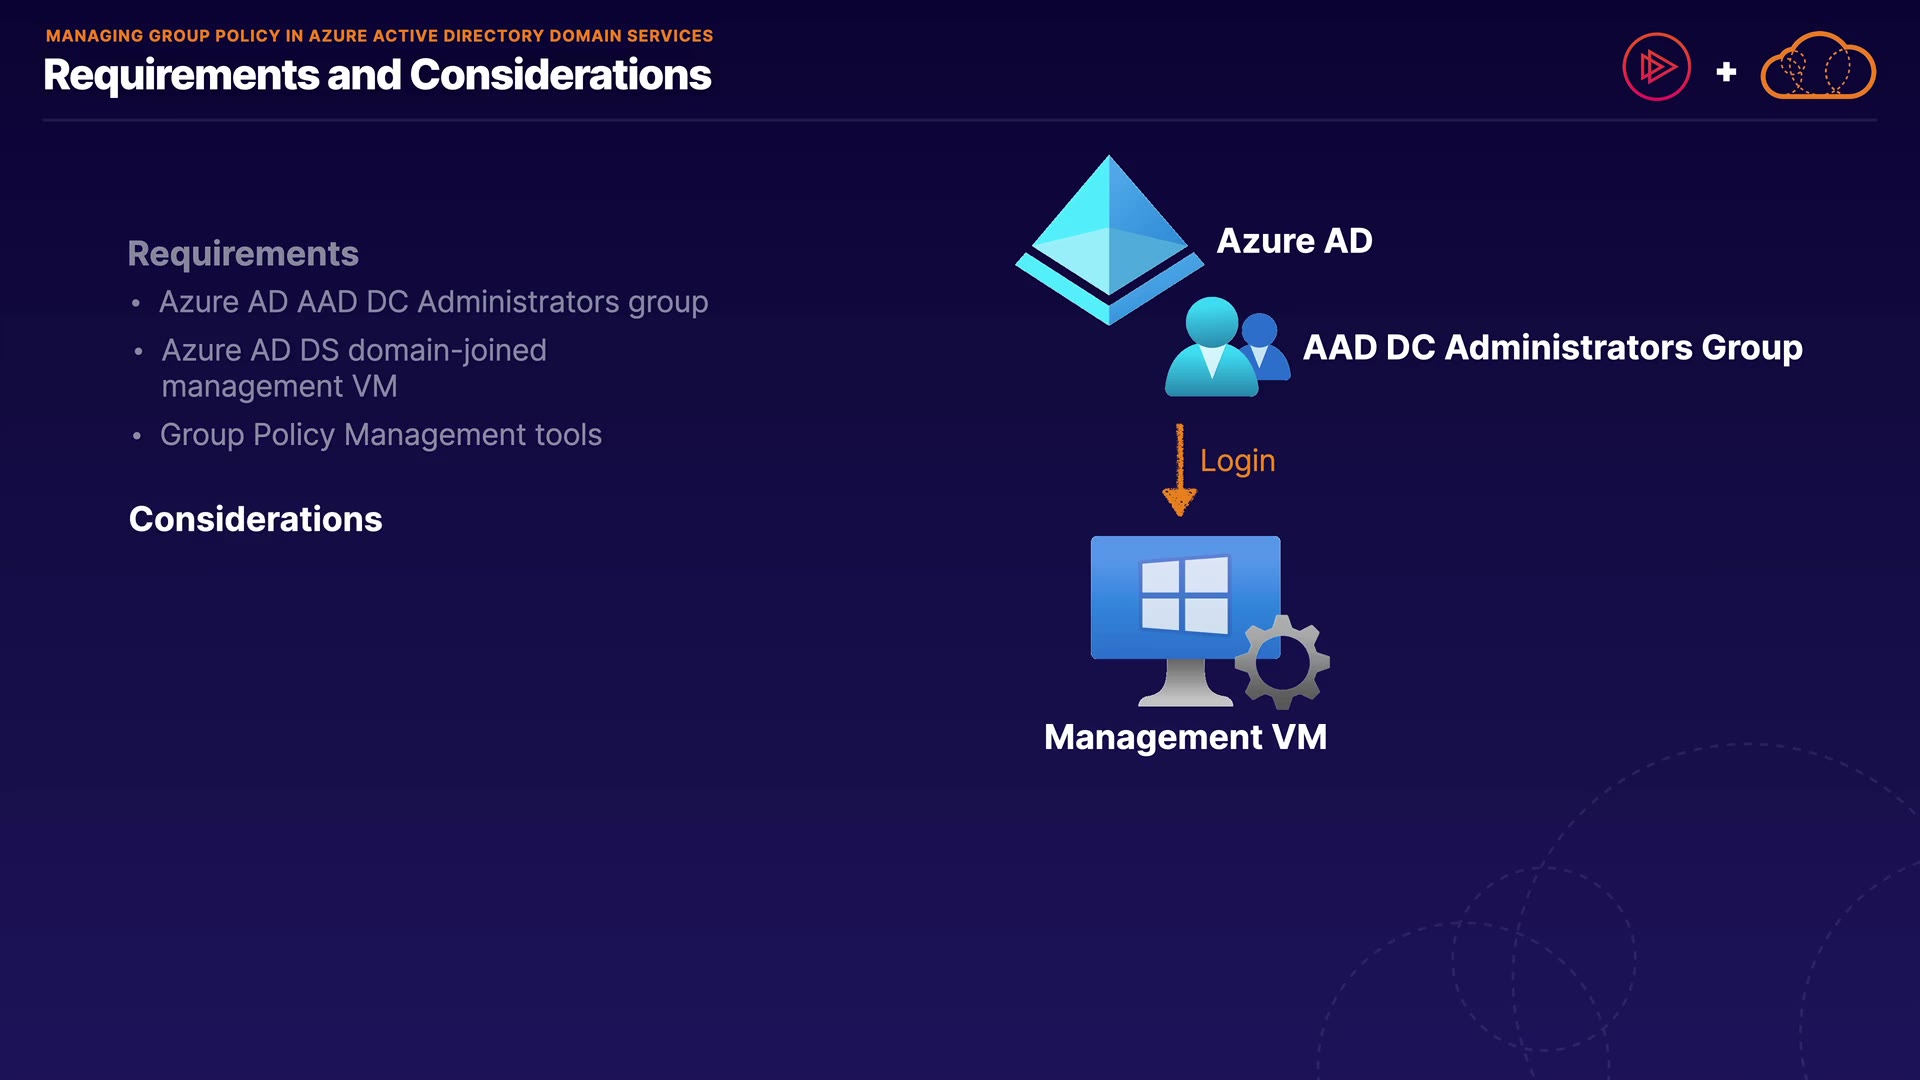 MANAGING GROUP POLICY IN AZURE ACTIVE DIRECTORY DOMAIN SERVICES
Requirements and Considerations
Requirements
• Azure AD AAD DC Administrators group
• Azure AD DS domain-joined
management VM
• Group Policy Management tools
Considerations
Azure AD
AAD DC Administrators Group
Login
Management VM